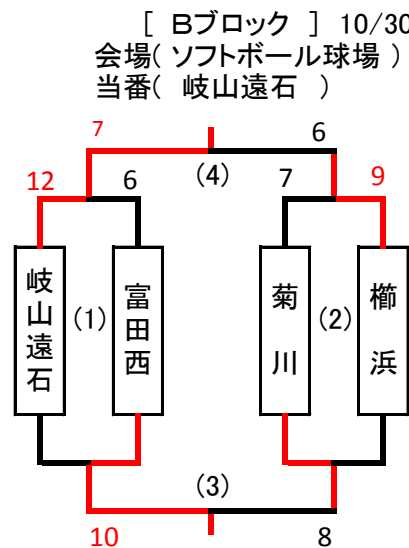 [ Bブロック ] 10/30
会場( ソフトボール球場 )
当番( 岐山遠石 )
7 6
12 6 (4) 7 9
岐山遠石 (1) 富田西 菊川 (2) 櫛浜
(3)
10 8